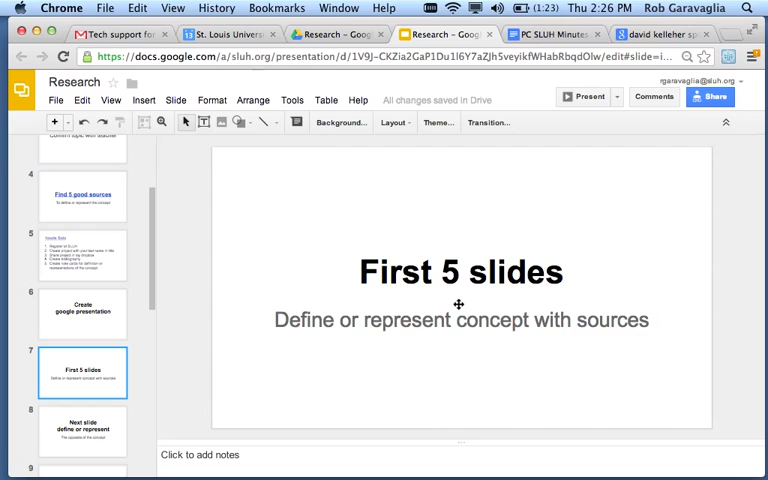 Chrome File Edit View History Bookmarks Window Help (1:23) Thu 2:26 PM Rob Garavaglia
Tech support for St. Louis Univers Research – Goog Research – Goog PC SLUH Minutes david kelleher sp
https://docs.google.com/a/sluh.org/presentation/d/1V9J-CKZia2GaP1Du1l6Y7aZJh5veyikfWHabRbqdOlw/edit#slide=i...
Research
rgaravaglia@sluh.org
File Edit View Insert Slide Format Arrange Tools Table Help All changes saved in Drive
Present Comments Share
Background... Layout Theme... Transition...
4
Find 5 good sources
To define or represent the concept
5
6
Create
google presentation
7
First 5 slides
Define or represent concept with sources
8
Next slide
define or represent
The opposite of the concept
9
First 5 slides
Define or represent concept with sources
Click to add notes